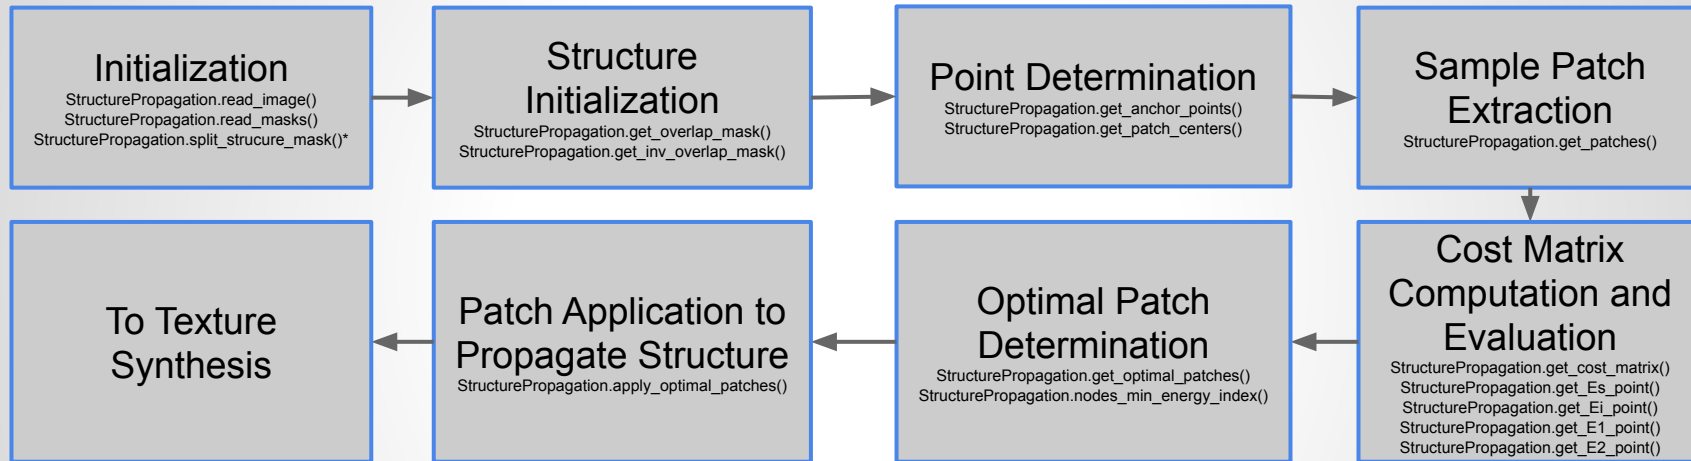 Initialization
StructurePropagation.read_image()
StructurePropagation.read_masks()
StructurePropagation.split_strucure_mask()*
Structure
Initialization
StructurePropagation.get_overlap_mask()
StructurePropagation.get_inv_overlap_mask()
Point Determination
StructurePropagation.get_anchor_points()
StructurePropagation.get_patch_centers()
Sample Patch
Extraction
StructurePropagation.get_patches()
Cost Matrix
Computation and
Evaluation
StructurePropagation.get_cost_matrix()
StructurePropagation.get_Es_point()
StructurePropagation.get_Ei_point()
StructurePropagation.get_E1_point()
StructurePropagation.get_E2_point()
Optimal Patch
Determination
StructurePropagation.get_optimal_patches()
StructurePropagation.nodes_min_energy_index()
Patch Application to
Propagate Structure
StructurePropagation.apply_optimal_patches()
To Texture
Synthesis